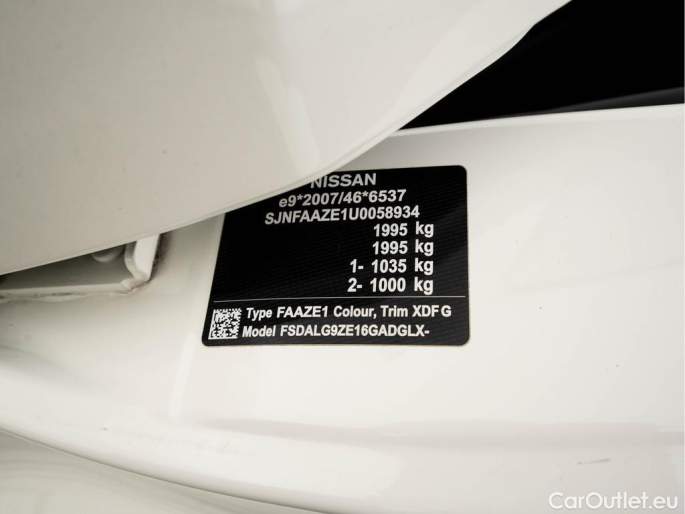 NISSAN
e9*2007/46*6537
SJNFAAZE1U0058934
1995 kg
1995 kg
1- 1035 kg
2- 1000 kg
Type FAAZE1 Colour, Trim XDF G
Model FSDALG9ZE16GADGLX-
CarOutlet.eu